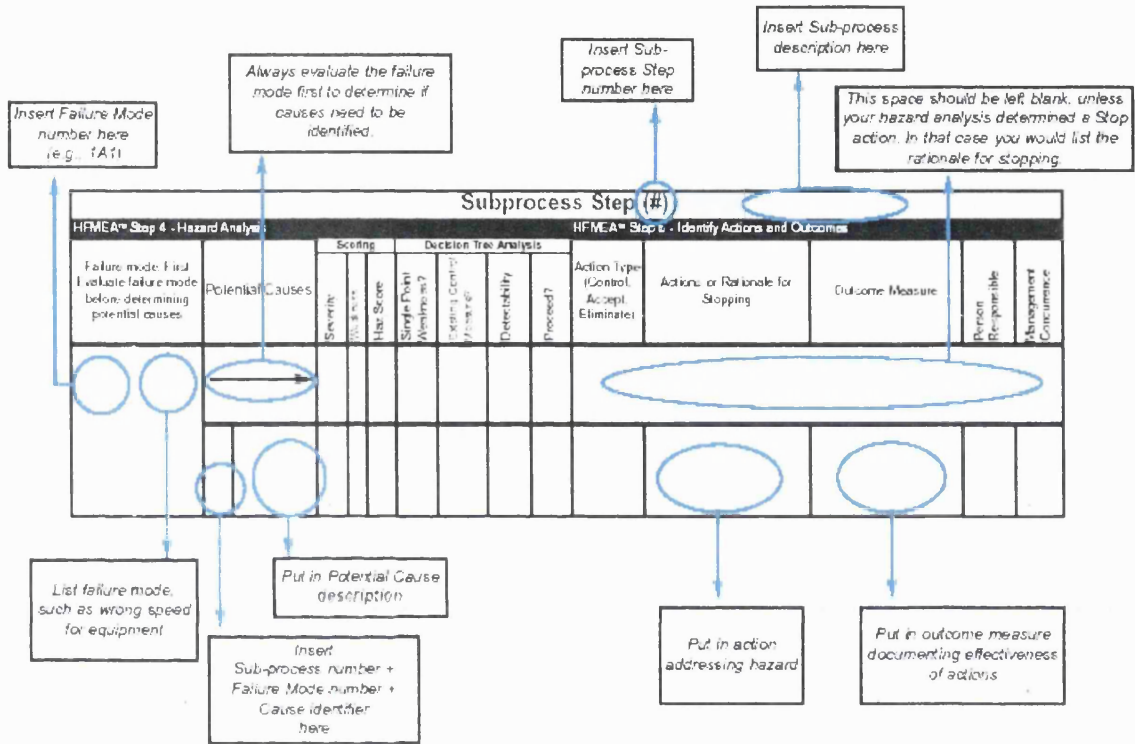 Insert Sub-process description here
Insert Sub-
process Step
number here
Always evaluate the failure
mode first to determine if
causes need to be
identified.
This space should be left blank, unless
your hazard analysis determined a Stop
action. In that case you would list the
rationale for stopping.
Insert Failure Mode
number here
(e.g., 1A1)
Subprocess Step (#)
HFMEA™ Step 4 - Hazard Analysis
HFMEA™ Step - Identify Actions and Outcomes
Scoring
Decision Tree Analysis
Failure mode: First
Evaluate failure mode
before determining
potential causes
Potential Causes
Severity
Haz Score
Single Point
Weakness?
Existing Control
Measure?
Detectability
Proceed?
Action Type
(Control,
Accept,
Eliminate)
Actions or Rationale for
Stopping
Outcome Measure
Person
Responsible
Management
Concurrence
List failure mode,
such as wrong speed
for equipment
Put in Potential Cause
description
Insert
Sub-process number +
Failure Mode number +
Cause identifier
here
Put in action
addressing hazard
Put in outcome measure
documenting effectiveness
of actions